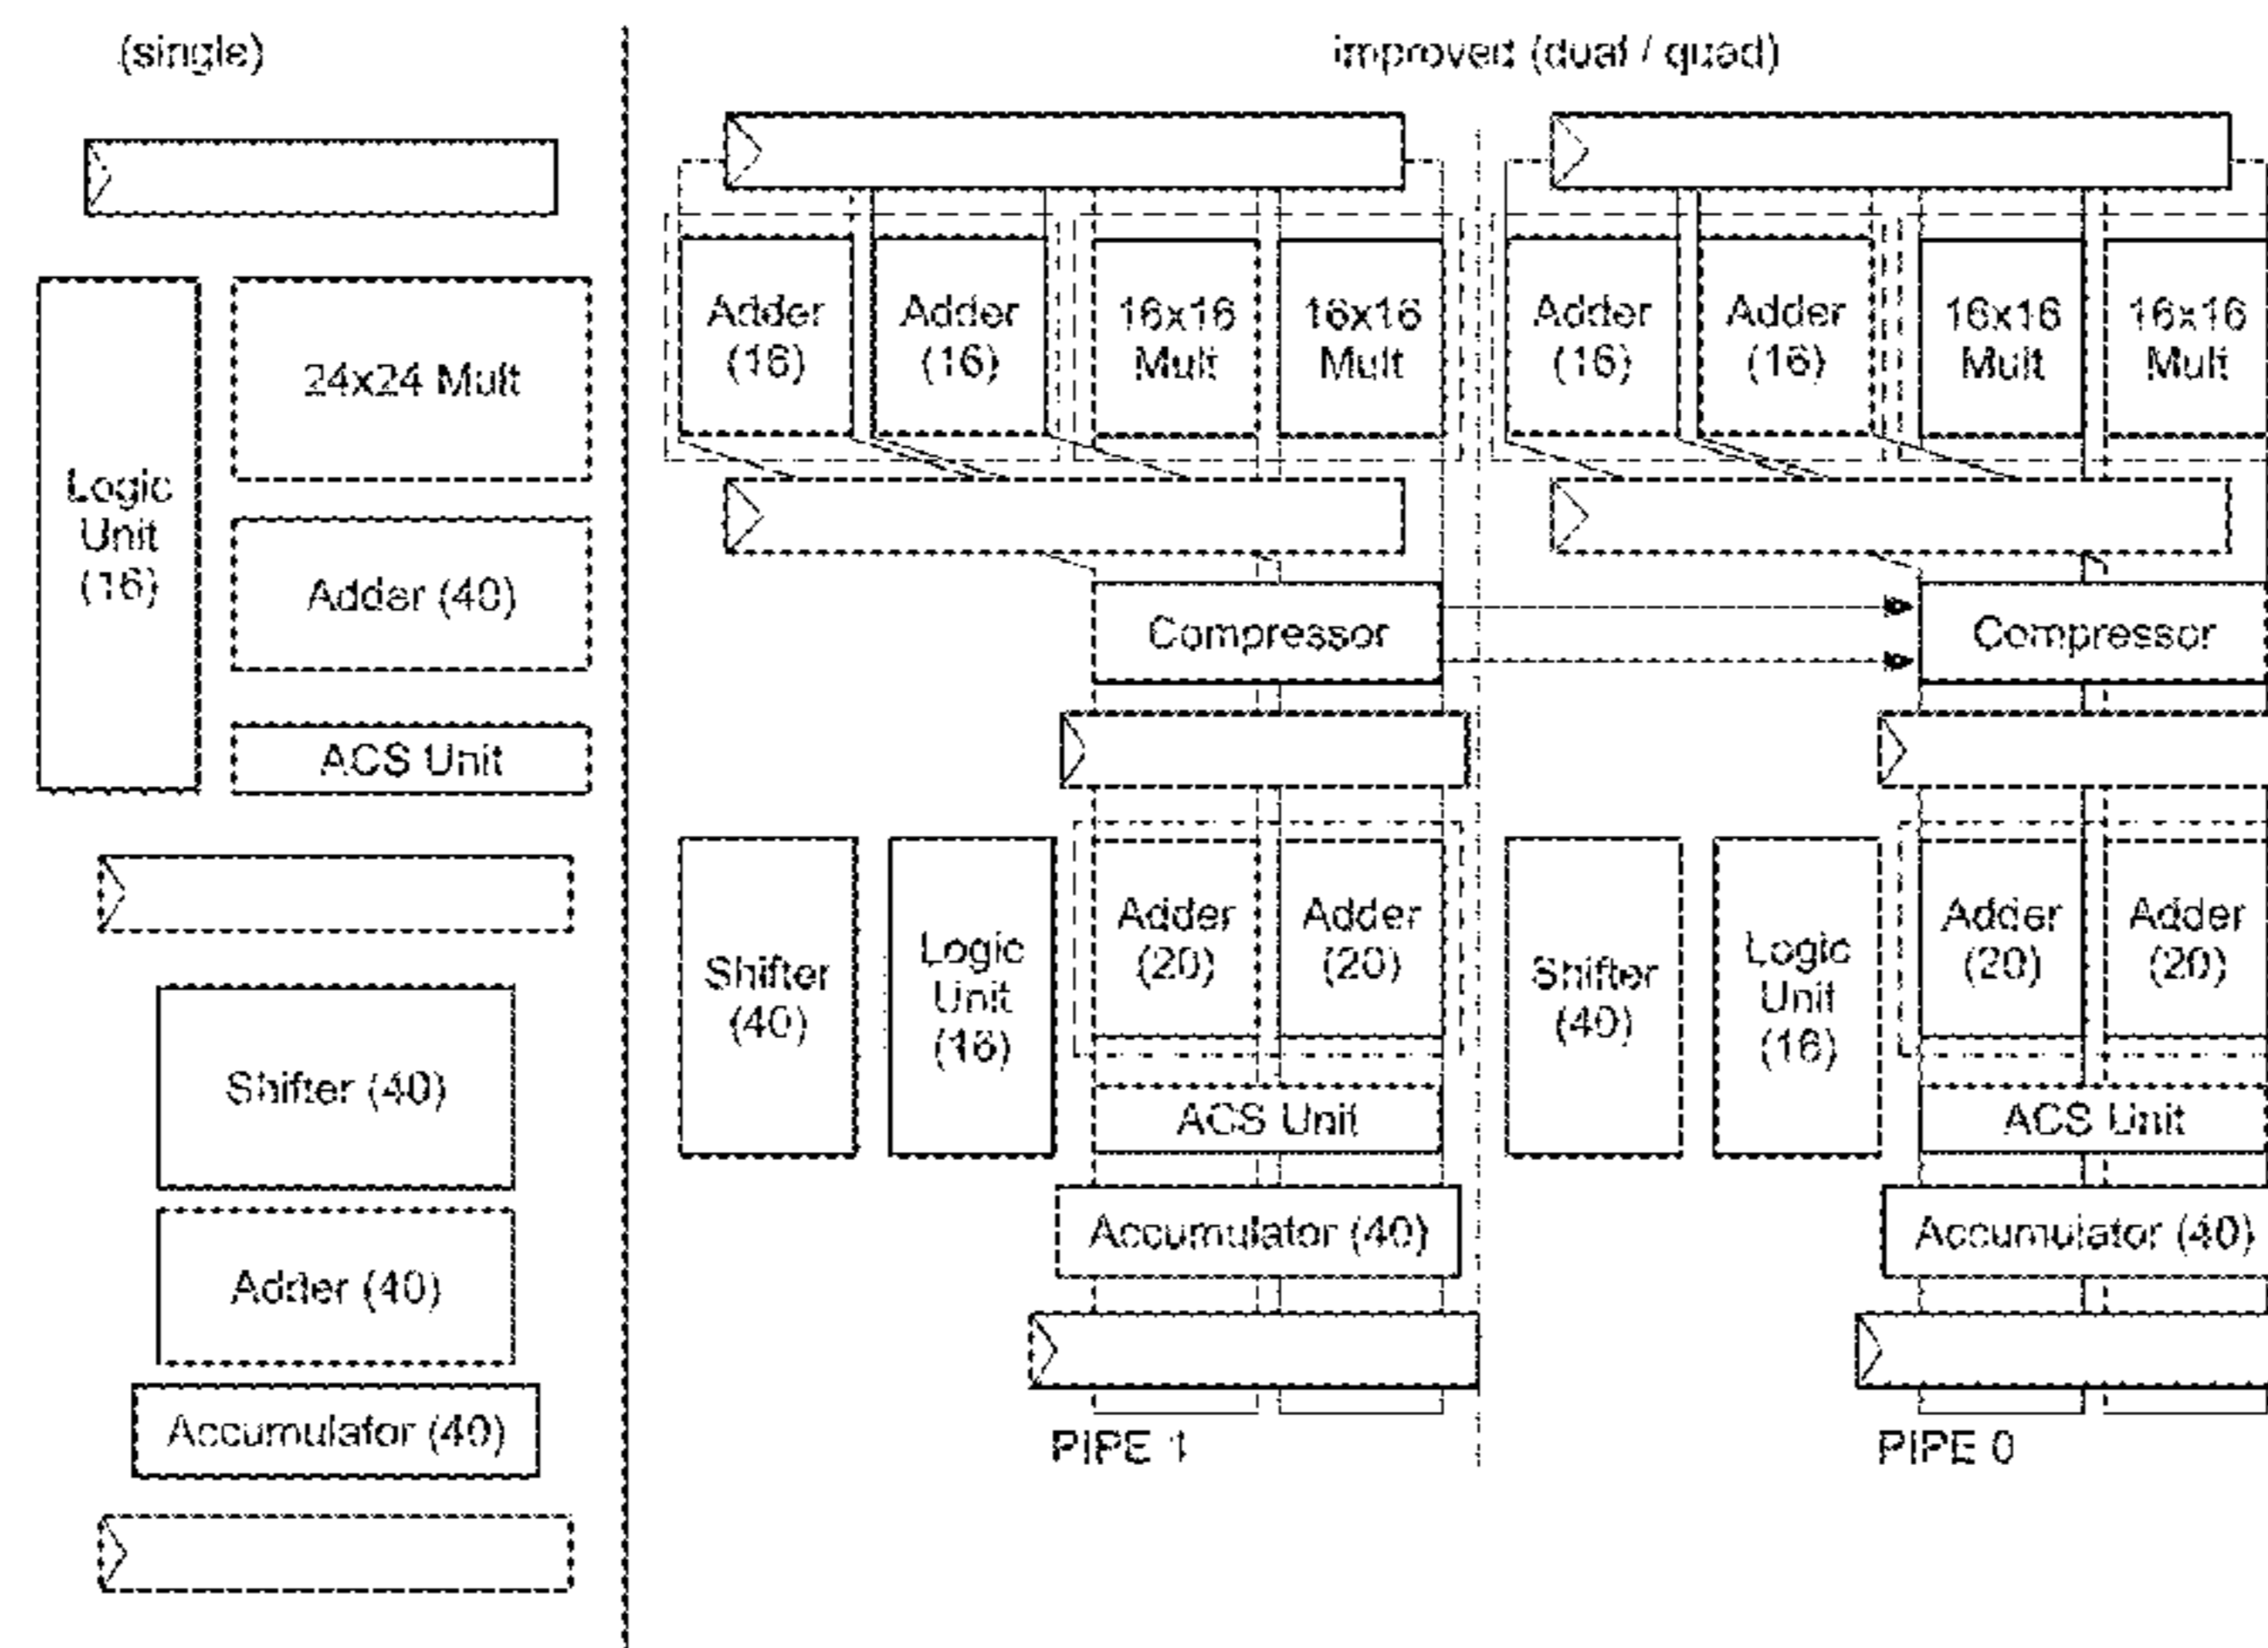 (single)
Logic
Unit
(16)
24x24 Mult
Adder (40)
ACS Unit
Shifter (40)
Adder (40)
Accumulator (40)
improved (dual / quad)
Adder
(16)
Adder
(16)
16x16
Mult
16x16
Mult
Compressor
Shifter
(40)
Logic
Unit
(16)
Adder
(20)
Adder
(20)
ACS Unit
Accumulator (40)
PIPE 1
Adder
(16)
Adder
(16)
16x16
Mult
16x16
Mult
Compressor
Shifter
(40)
Logic
Unit
(16)
Adder
(20)
Adder
(20)
ACS Unit
Accumulator (40)
PIPE 0